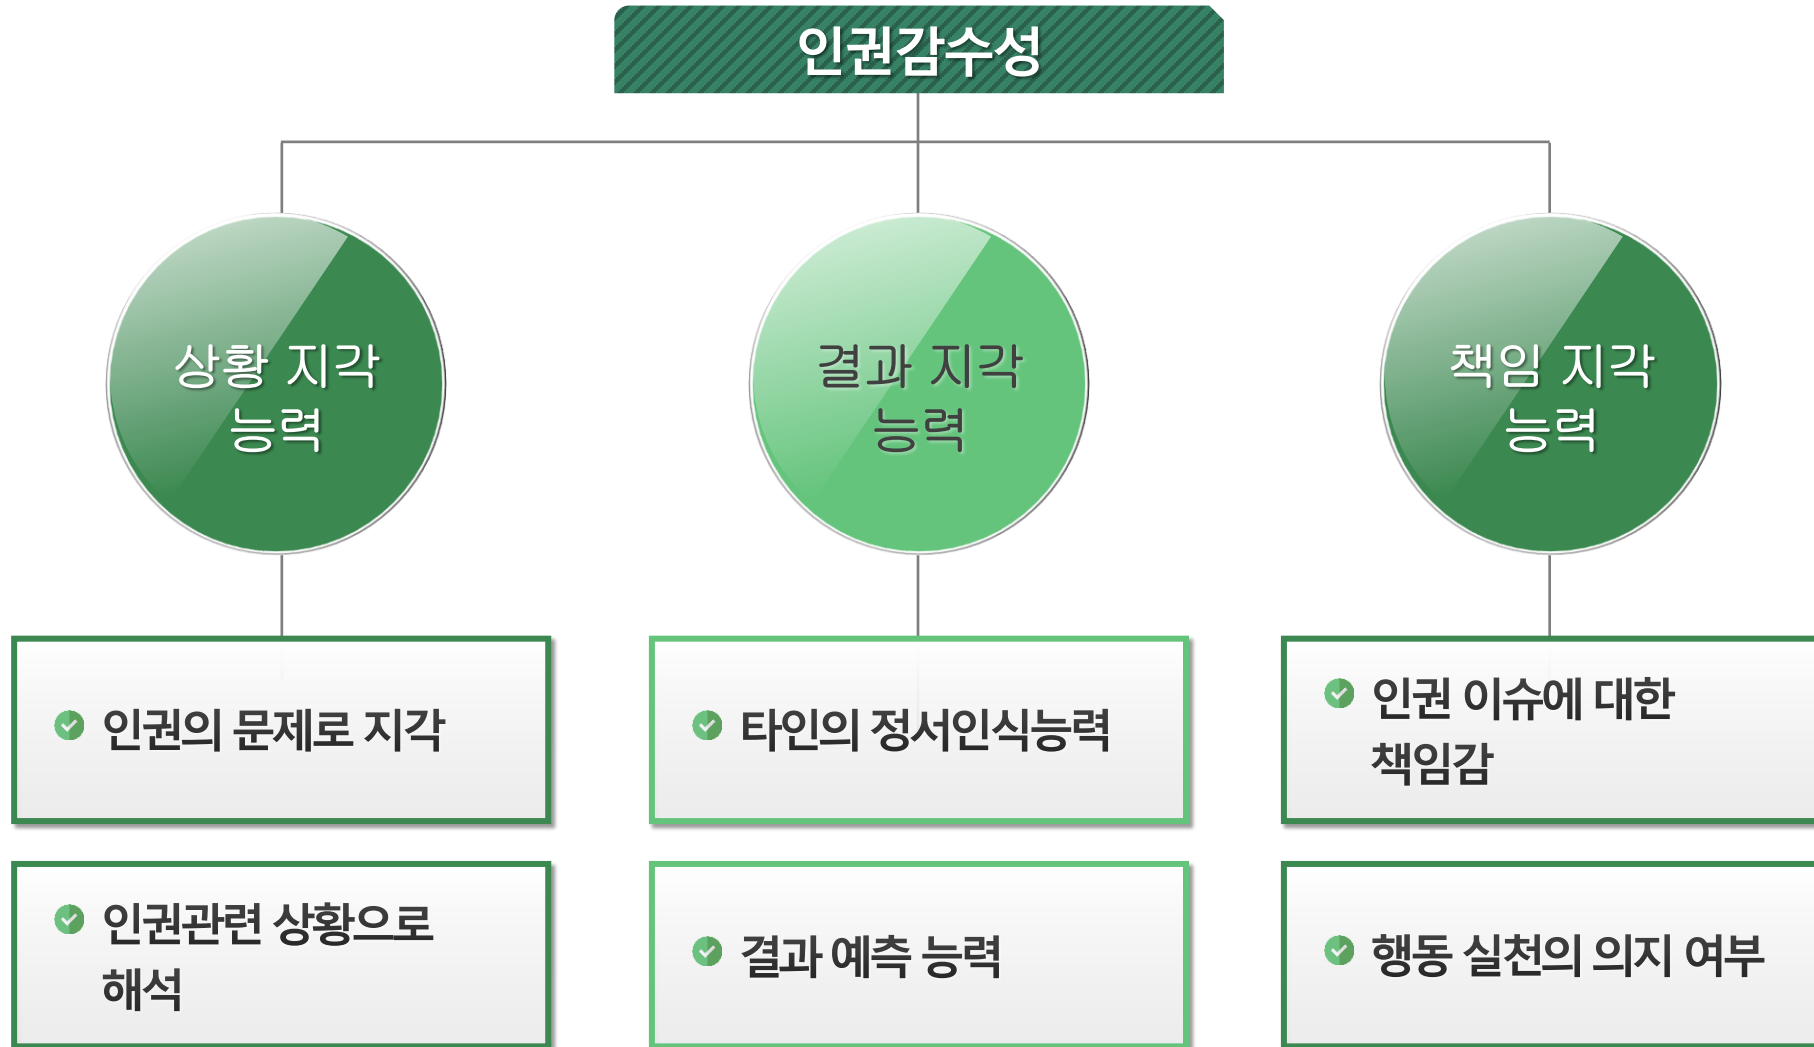 인권감수성
상황 지각
능력
결과 지각
능력
책임 지각
능력
인권의 문제로 지각
타인의 정서인식능력
인권 이슈에 대한
책임감
인권관련 상황으로
해석
결과 예측 능력
행동 실천의 의지 여부